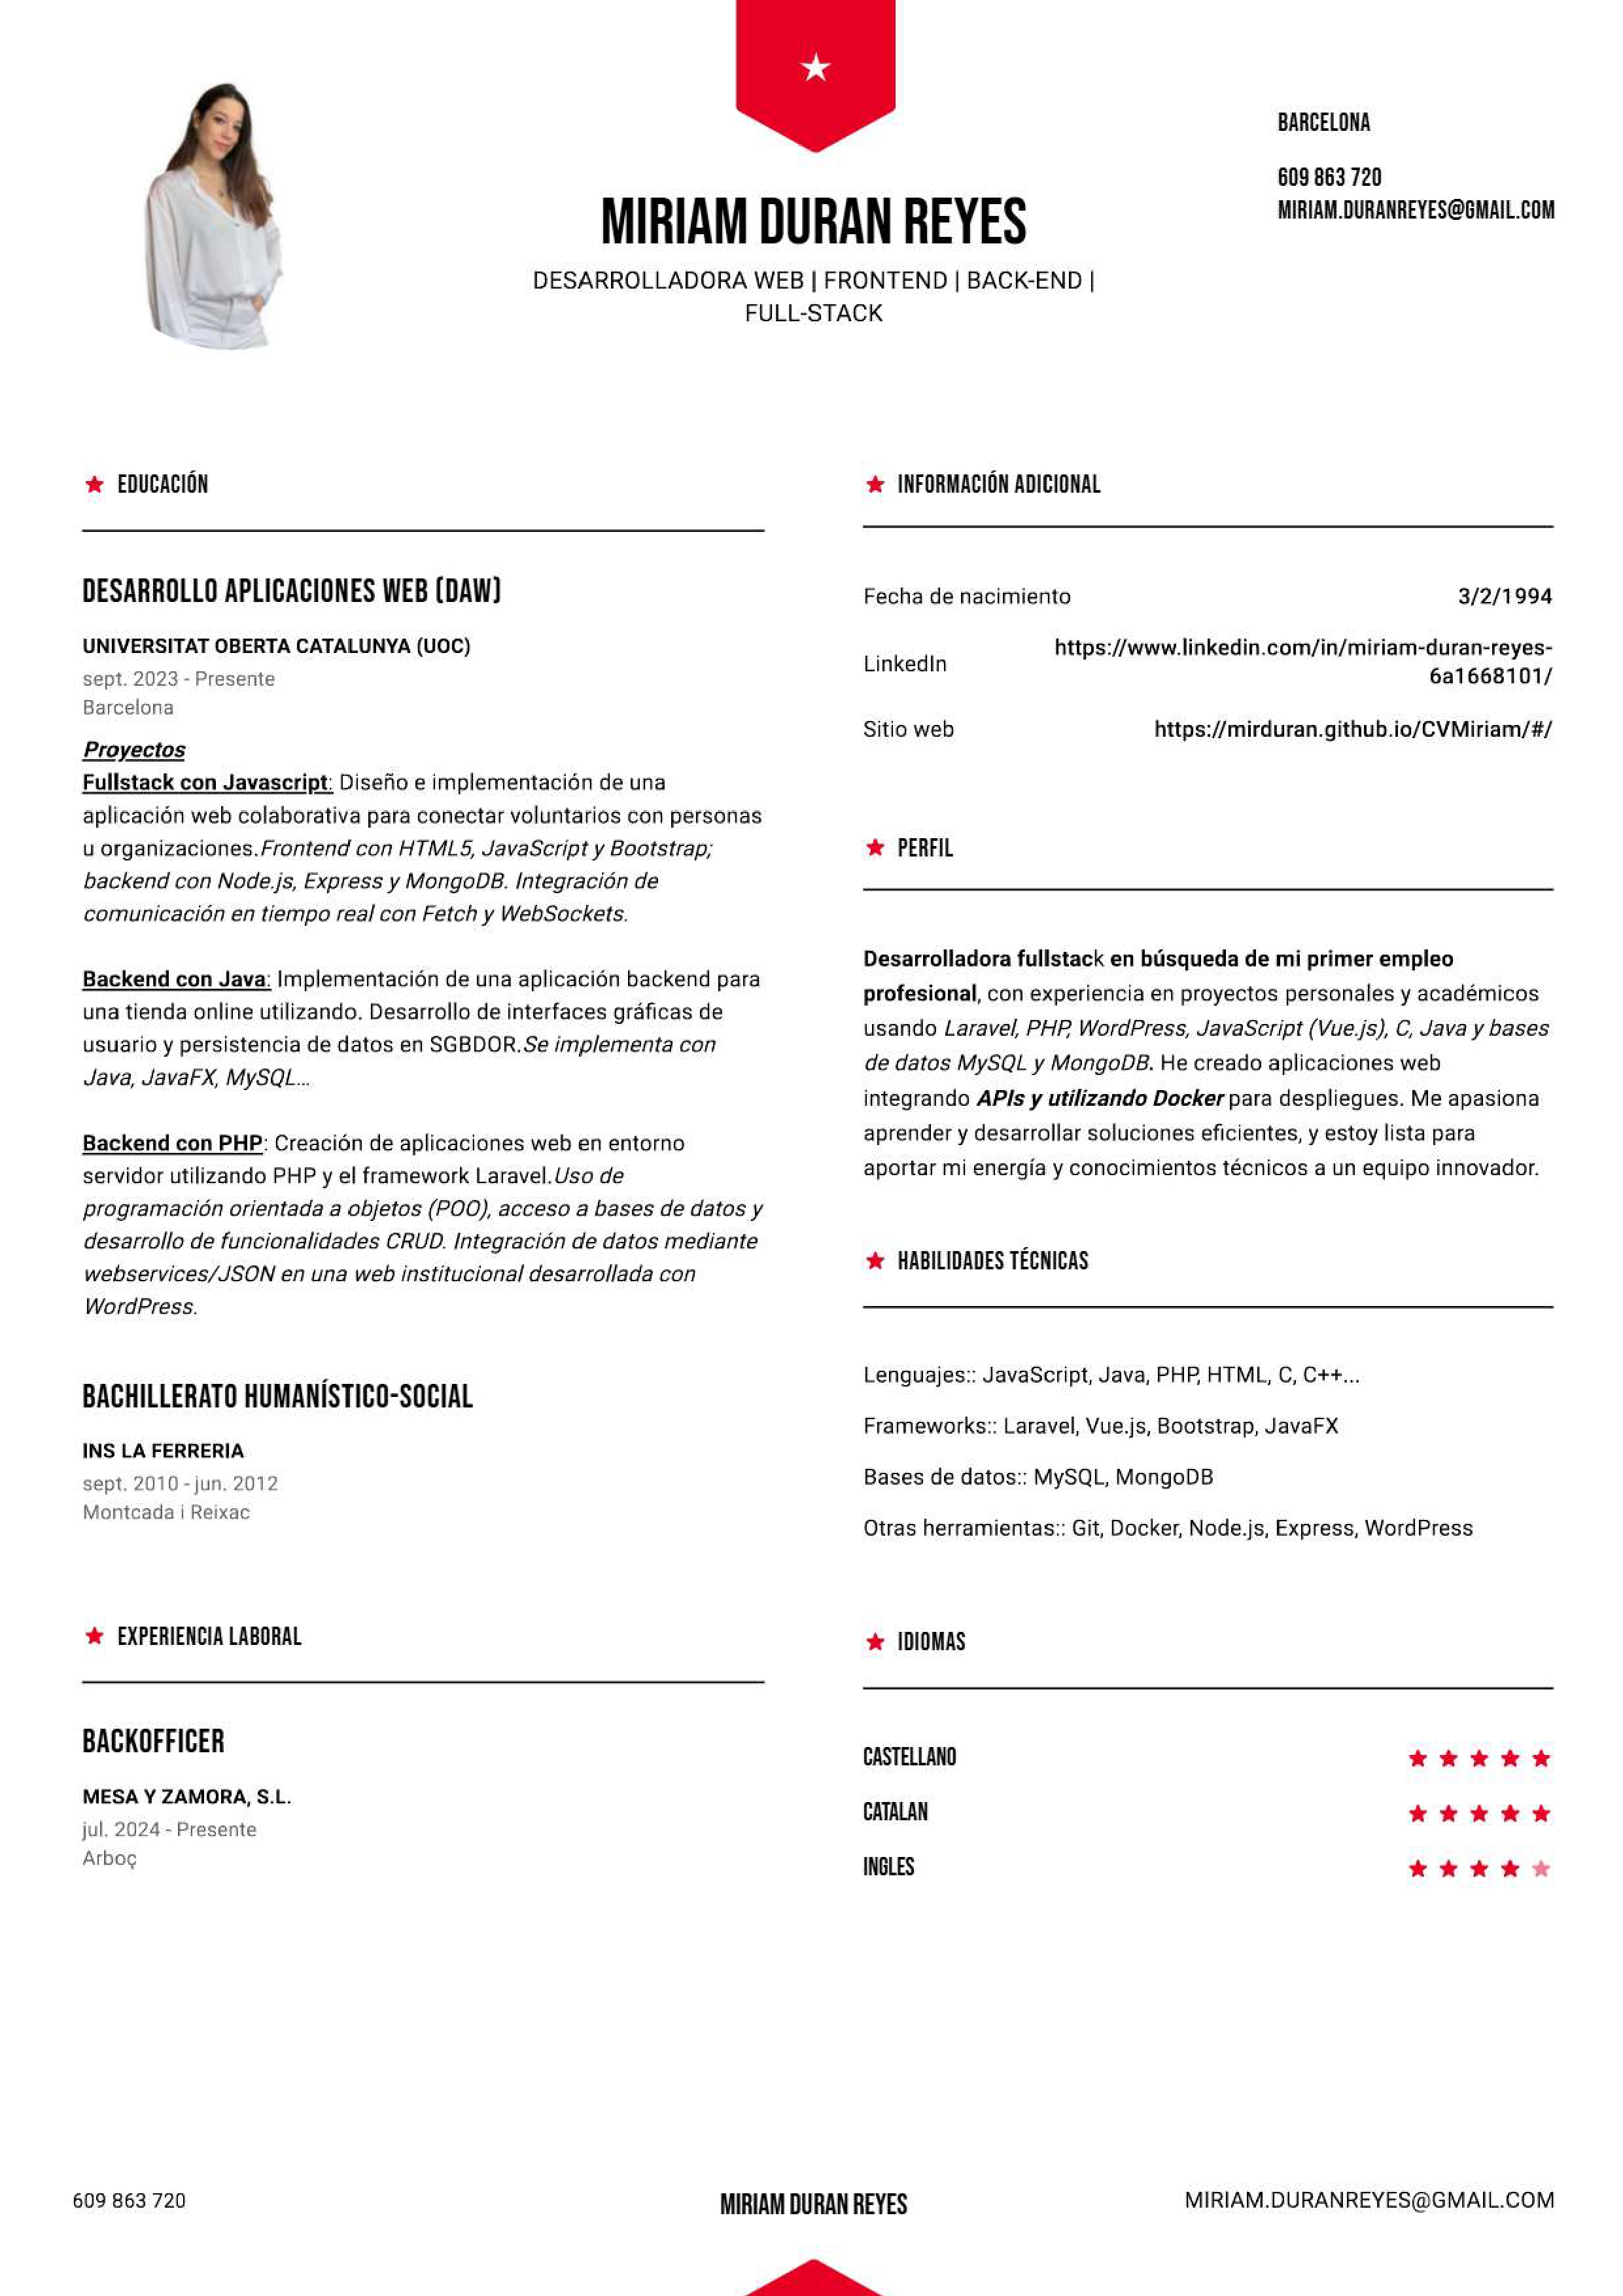 BARCELONA
609 863 720
MIRIAM.DURANREYES@GMAIL.COM
MIRIAM DURAN REYES
DESARROLLADORA WEB | FRONTEND | BACK-END |
FULL-STACK
EDUCACIÓN
DESARROLLO APLICACIONES WEB (DAW)
UNIVERSITAT OBERTA CATALUNYA (UOC)
sept. 2023 - Presente
Barcelona
Proyectos
Fullstack con Javascript: Diseño e implementación de una
aplicación web colaborativa para conectar voluntarios con personas
u organizaciones.Frontend con HTML5, JavaScript y Bootstrap;
backend con Node.js, Express y MongoDB. Integración de
comunicación en tiempo real con Fetch y WebSockets.
Backend con Java: Implementación de una aplicación backend para
una tienda online utilizando. Desarrollo de interfaces gráficas de
usuario y persistencia de datos en SGBDOR.Se implementa con
Java, JavaFX, MySQL...
Backend con PHP: Creación de aplicaciones web en entorno
servidor utilizando PHP y el framework Laravel.Uso de
programación orientada a objetos (POO), acceso a bases de datos y
desarrollo de funcionalidades CRUD. Integración de datos mediante
webservices/JSON en una web institucional desarrollada con
WordPress.
BACHILLERATO HUMANÍSTICO-SOCIAL
INS LA FERRERIA
sept. 2010 - jun. 2012
Montcada i Reixac
EXPERIENCIA LABORAL
BACKOFFICER
MESA Y ZAMORA, S.L.
jul. 2024 - Presente
Arboç
INFORMACIÓN ADICIONAL
Fecha de nacimiento 3/2/1994
LinkedIn https://www.linkedin.com/in/miriam-duran-reyes-
6a1668101/
Sitio web https://mirduran.github.io/CVMiriam/#/
PERFIL
Desarrolladora fullstack en búsqueda de mi primer empleo
profesional, con experiencia en proyectos personales y académicos
usando Laravel, PHP, WordPress, JavaScript (Vue.js), C, Java y bases
de datos MySQL y MongoDB. He creado aplicaciones web
integrando APIs y utilizando Docker para despliegues. Me apasiona
aprender y desarrollar soluciones eficientes, y estoy lista para
aportar mi energía y conocimientos técnicos a un equipo innovador.
HABILIDADES TÉCNICAS
Lenguajes:: JavaScript, Java, PHP, HTML, C, C++...
Frameworks:: Laravel, Vue.js, Bootstrap, JavaFX
Bases de datos:: MySQL, MongoDB
Otras herramientas:: Git, Docker, Node.js, Express, WordPress
IDIOMAS
CASTELLANO
CATALAN
INGLES
609 863 720
MIRIAM DURAN REYES
MIRIAM.DURANREYES@GMAIL.COM